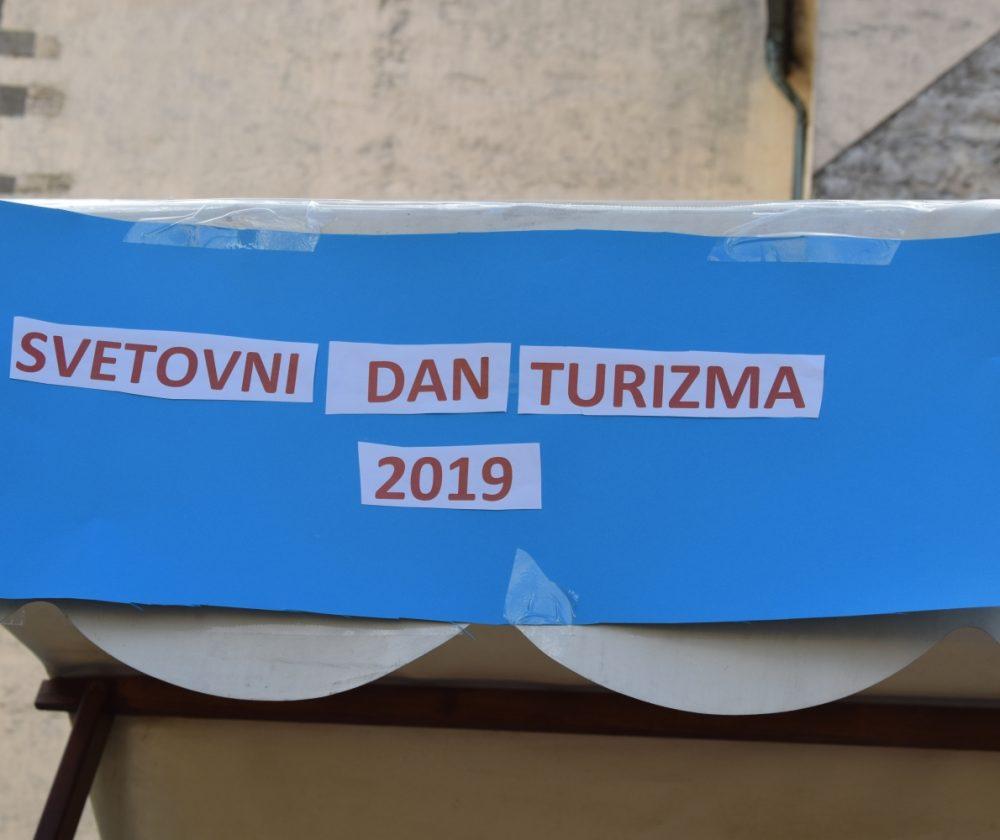 SVETOVNI DAN TURIZMA
2019